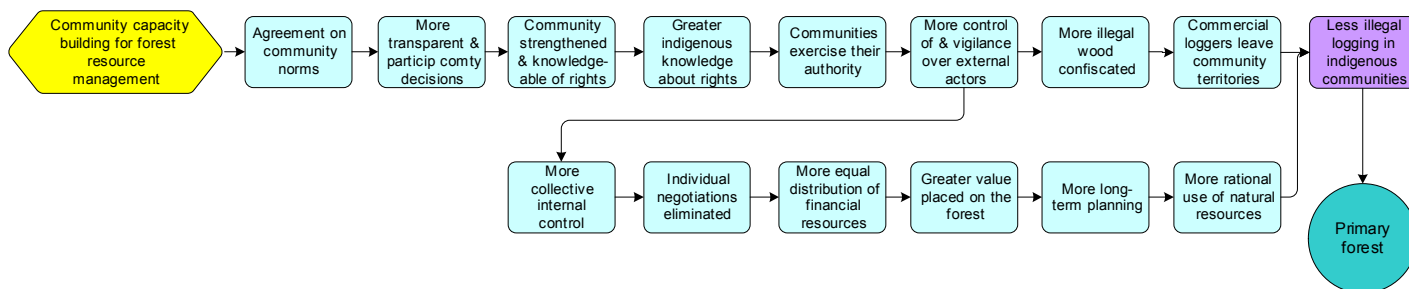 Community capacity
building for forest
resource
management
Agreement on
community
norms
More
transparent &
particip comty
decisions
Community
strengthened
& knowledge-
able of rights
Greater
indigenous
knowledge
about rights
Communities
exercise their
authority
More control
of & vigilance
over external
actors
More illegal
wood
confiscated
Commercial
loggers leave
community
territories
Less illegal
logging in
indigenous
communities
More
collective
internal
control
Individual
negotiations
eliminated
More equal
distribution of
financial
resources
Greater value
placed on the
forest
More long-
term planning
More rational
use of natural
resources
Primary
forest